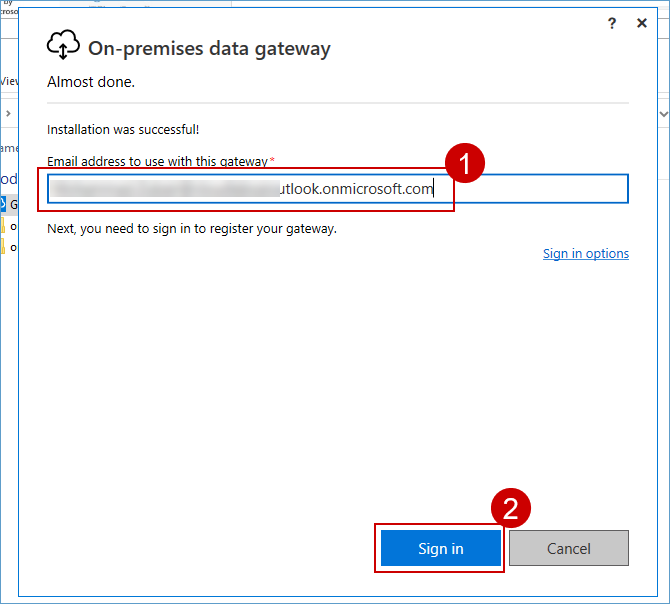 by
? ×
On-premises data gateway
Almost done.
Installation was successful!
1
Email address to use with this gateway*
utlook.onmicrosoft.com
Next, you need to sign in to register your gateway.
Sign in options
2
Sign in Cancel